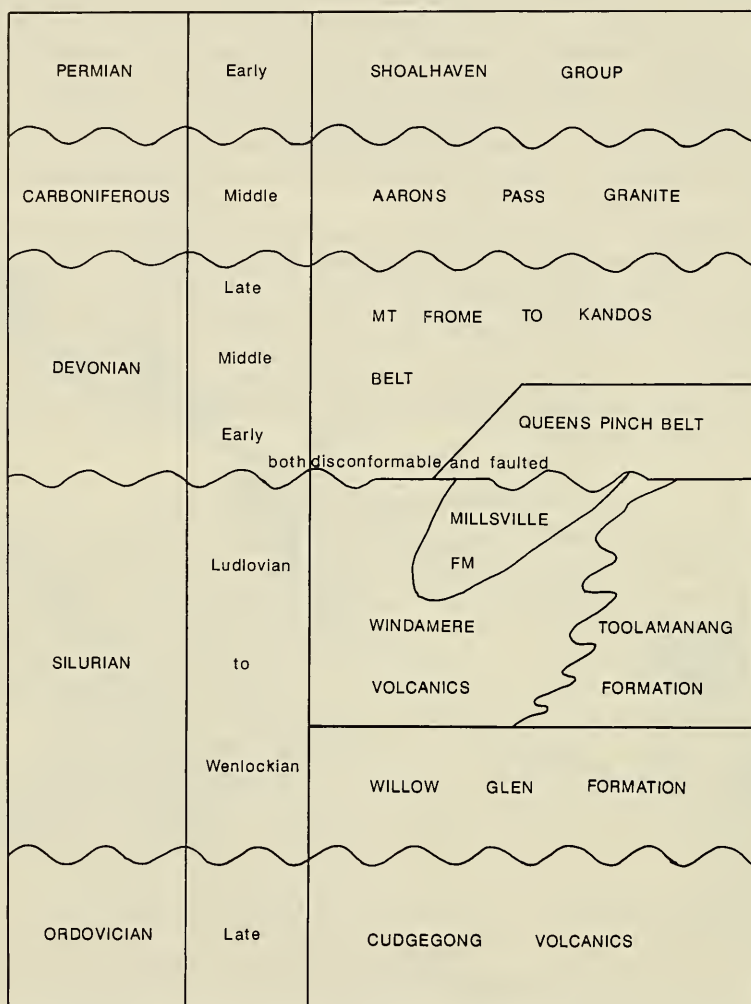 PERMIAN Early SHOALHAVEN GROUP
CARBONIFEROUS Middle AARONS PASS GRANITE
Late
MT FROME TO KANDOS
DEVONIAN Middle
BELT
QUEENS PINCH BELT
Early
both disconformable and faulted
MILLSVILLE
Ludlovian FM
WINDAMERE TOOLAMANANG
SILURIAN to
VOLCANICS FORMATION
Wenlockian
WILLOW GLEN FORMATION
ORDOVICIAN Late CUDGEGONG VOLCANICS